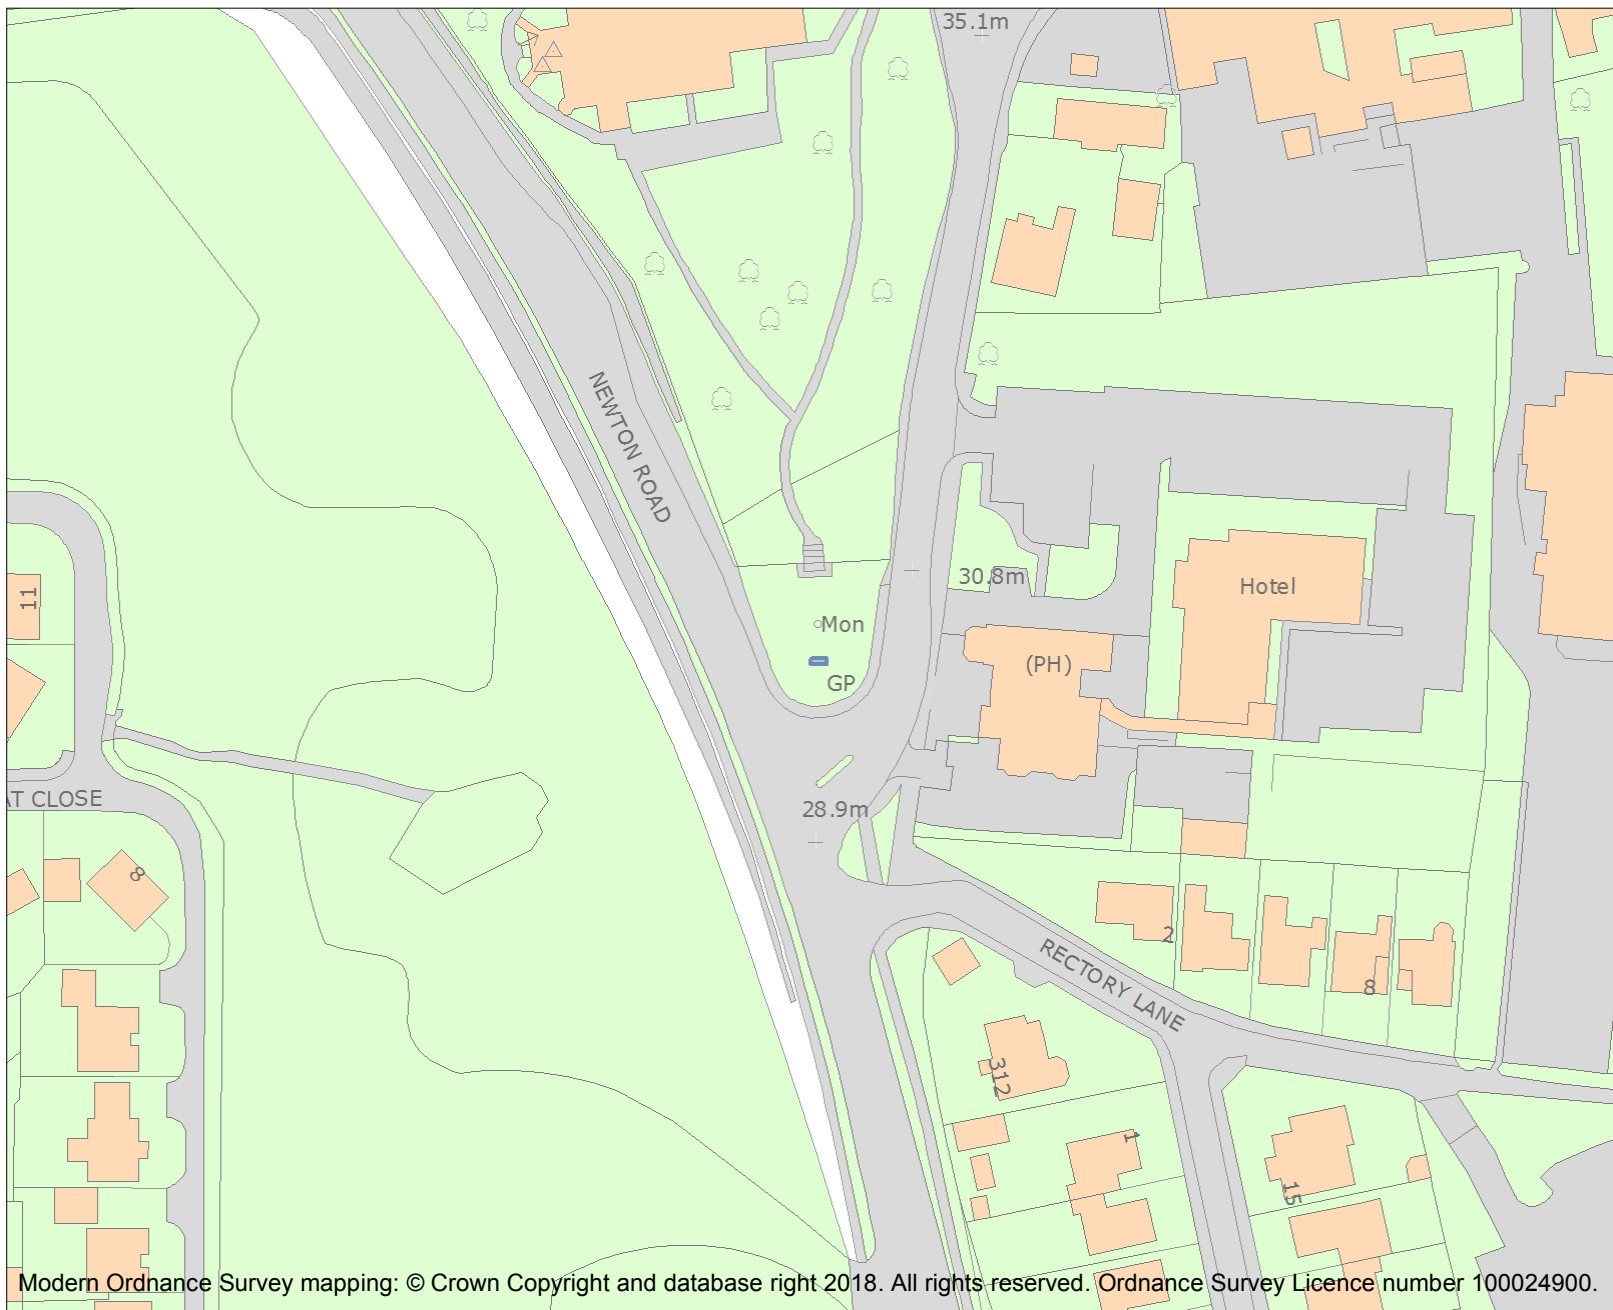 35.1m
NEWTON ROAD
30.8m
Hotel
11
Mon
(PH)
GP
AT CLOSE
28.9m
8
2
RECTORY LANE
8
312
1
15
Modern Ordnance Survey mapping: © Crown Copyright and database right 2018. All rights reserved. Ordnance Survey Licence number 100024900.